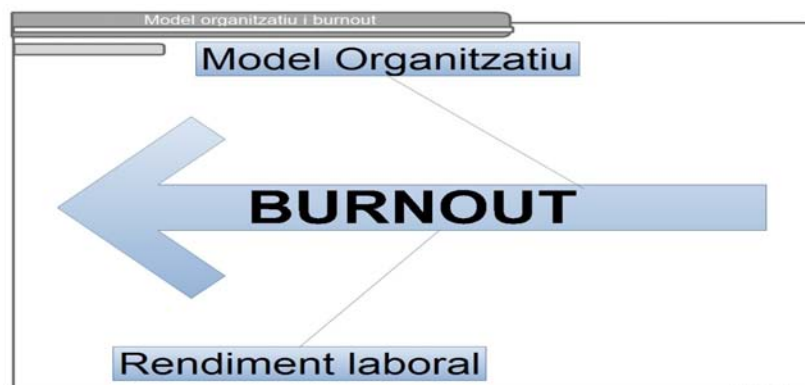 Model organitzatiu i burnout
Model Organitzatiu
BURNOUT
Rendiment laboral